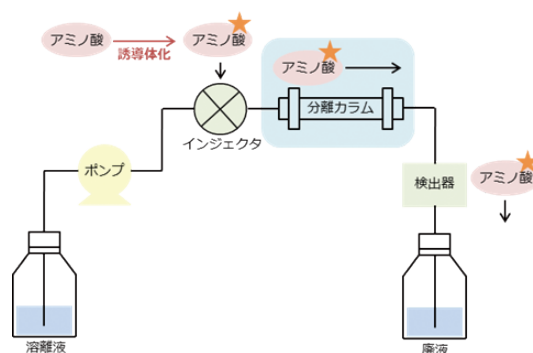 アミノ酸
誘導体化
アミノ酸
アミノ酸
分離カラム
インジェクタ
ポンプ
検出器
アミノ酸
溶離液
廃液